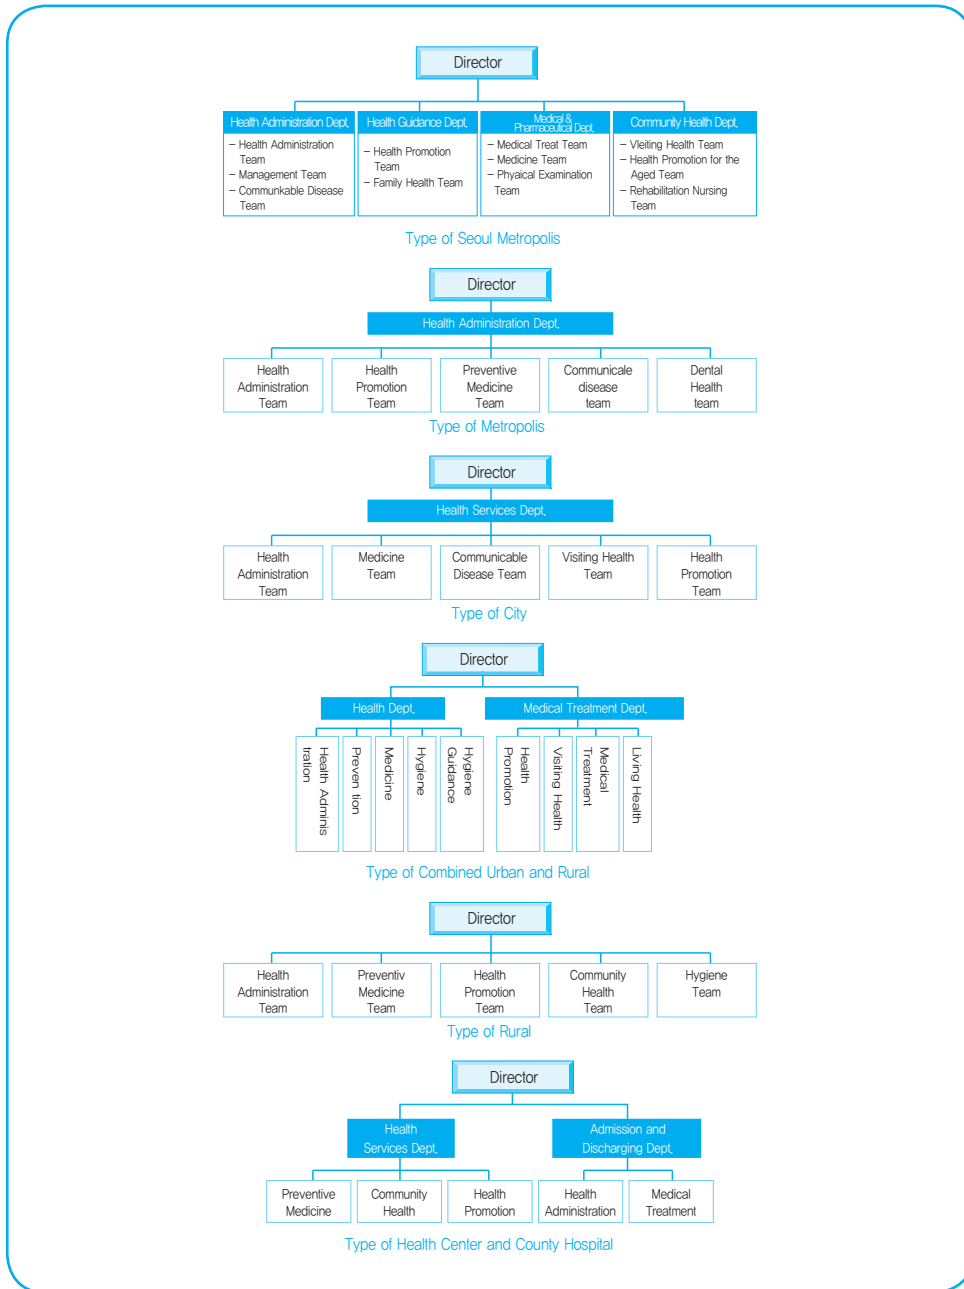 Director
Health Administration Dept.
– Health Administration
Team
– Management Team
– Communkable Disease
Team
Health Guidance Dept.
– Health Promotion
Team
– Family Health Team
Medical &
Pharmaceutical Dept.
– Medical Treat Team
– Medicine Team
– Physical Examination
Team
Community Health Dept.
– Vleiting Health Team
– Health Promotion for the
Aged Team
– Rehabilitation Nursing
Team
Type of Seoul Metropolis
Director
Health Administration Dept.
Health
Administration
Team
Health
Promotion
Team
Preventive
Medicine
Team
Communicale
disease
team
Dental
Health
team
Type of Metropolis
Director
Health Services Dept.
Health
Administration
Team
Medicine
Team
Communicable
Disease Team
Visiting Health
Team
Health
Promotion
Team
Type of City
Director
Health Dept.
Health Adminis
tration
Preven tion
Medicine
Hygiene
Hygiene
Guidance
Medical Treatment Dept.
Health
Promotion
Visiting Health
Medical
Treatment
Living Health
Type of Combined Urban and Rural
Director
Health
Administration
Team
Preventiv
Medicine
Team
Health
Promotion
Team
Community
Health
Team
Hygiene
Team
Type of Rural
Director
Health
Services Dept.
Preventive
Medicine
Community
Health
Health
Promotion
Admission and
Discharging Dept.
Health
Administration
Medical
Treatment
Type of Health Center and County Hospital